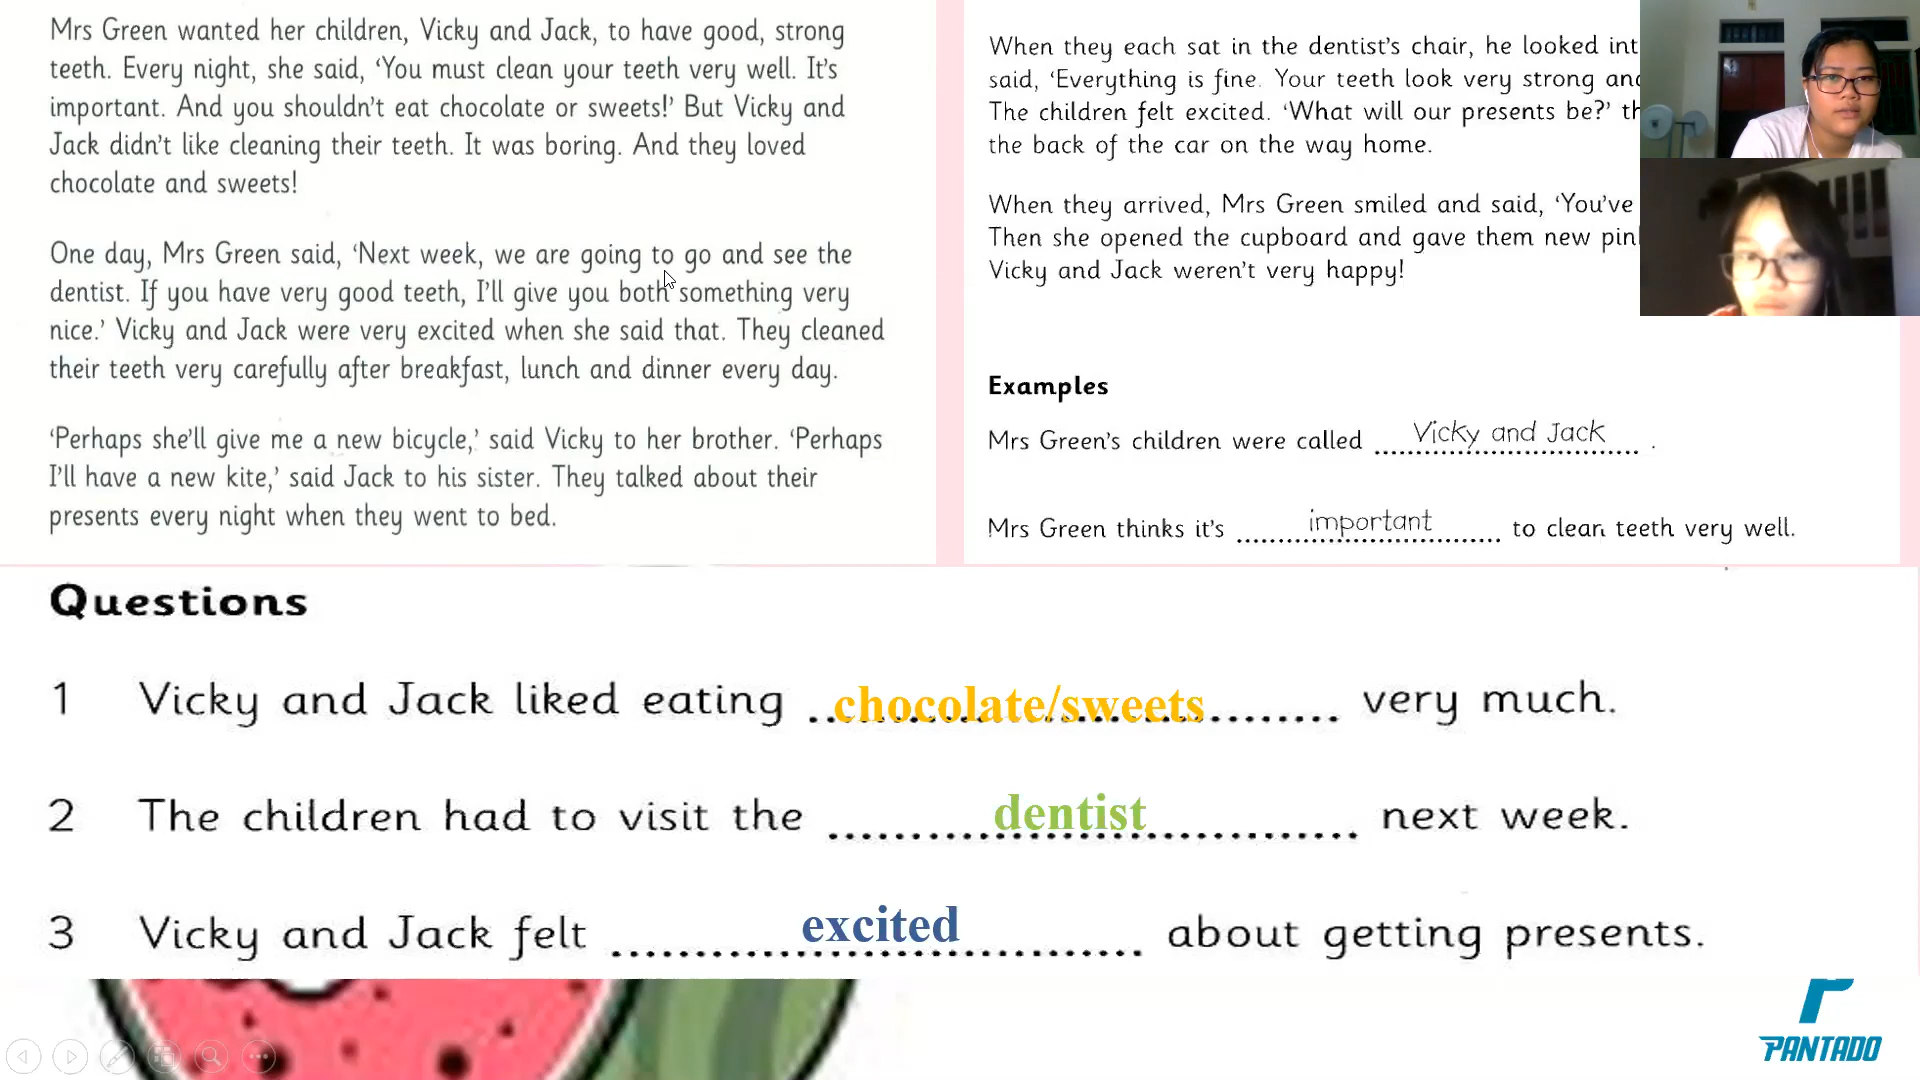 Mrs Green wanted her children, Vicky and Jack, to have good, strong
teeth. Every night, she said, ‘You must clean your teeth very well. It’s
important. And you shouldn’t eat chocolate or sweets!’ But Vicky and
Jack didn’t like cleaning their teeth. It was boring. And they loved
chocolate and sweets!
One day, Mrs Green said, ‘Next week, we are going to go and see the
dentist. If you have very good teeth, I’ll give you both something very
nice.’ Vicky and Jack were very excited when she said that. They cleaned
their teeth very carefully after breakfast, lunch and dinner every day.
‘Perhaps she’ll give me a new bicycle,’ said Vicky to her brother. ‘Perhaps
I’ll have a new kite,’ said Jack to his sister. They talked about their
presents every night when they went to bed.
When they each sat in the dentist’s chair, he looked
said, ‘Everything is fine. Your teeth look very strong
The children felt excited. ‘What will our presents be?’
the back of the car on the way home.
When they arrived, Mrs Green smiled and said, ‘You’ve
Then she opened the cupboard and gave them new
Vicky and Jack weren’t very happy!
Examples
Mrs Green’s children were called Vicky and Jack .
Mrs Green thinks it’s important to clean teeth very well.
Questions
1 Vicky and Jack liked eating chocolate/sweets very much.
2 The children had to visit the dentist next week.
3 Vicky and Jack felt excited about getting presents.
PANTADO